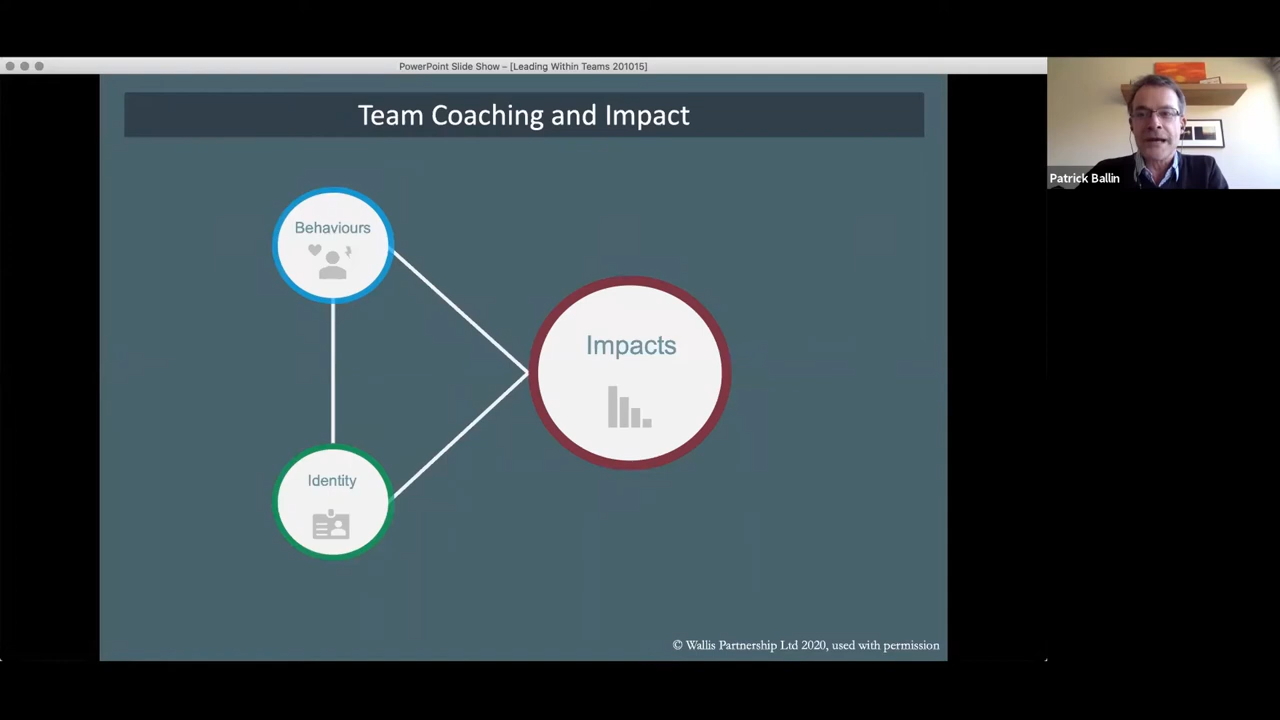 PowerPoint Slide Show – [Leading Within Teams 201015]
Team Coaching and Impact
Patrick Ballin
Behaviours
Impacts
Identity
© Wallis Partnership Ltd 2020, used with permission